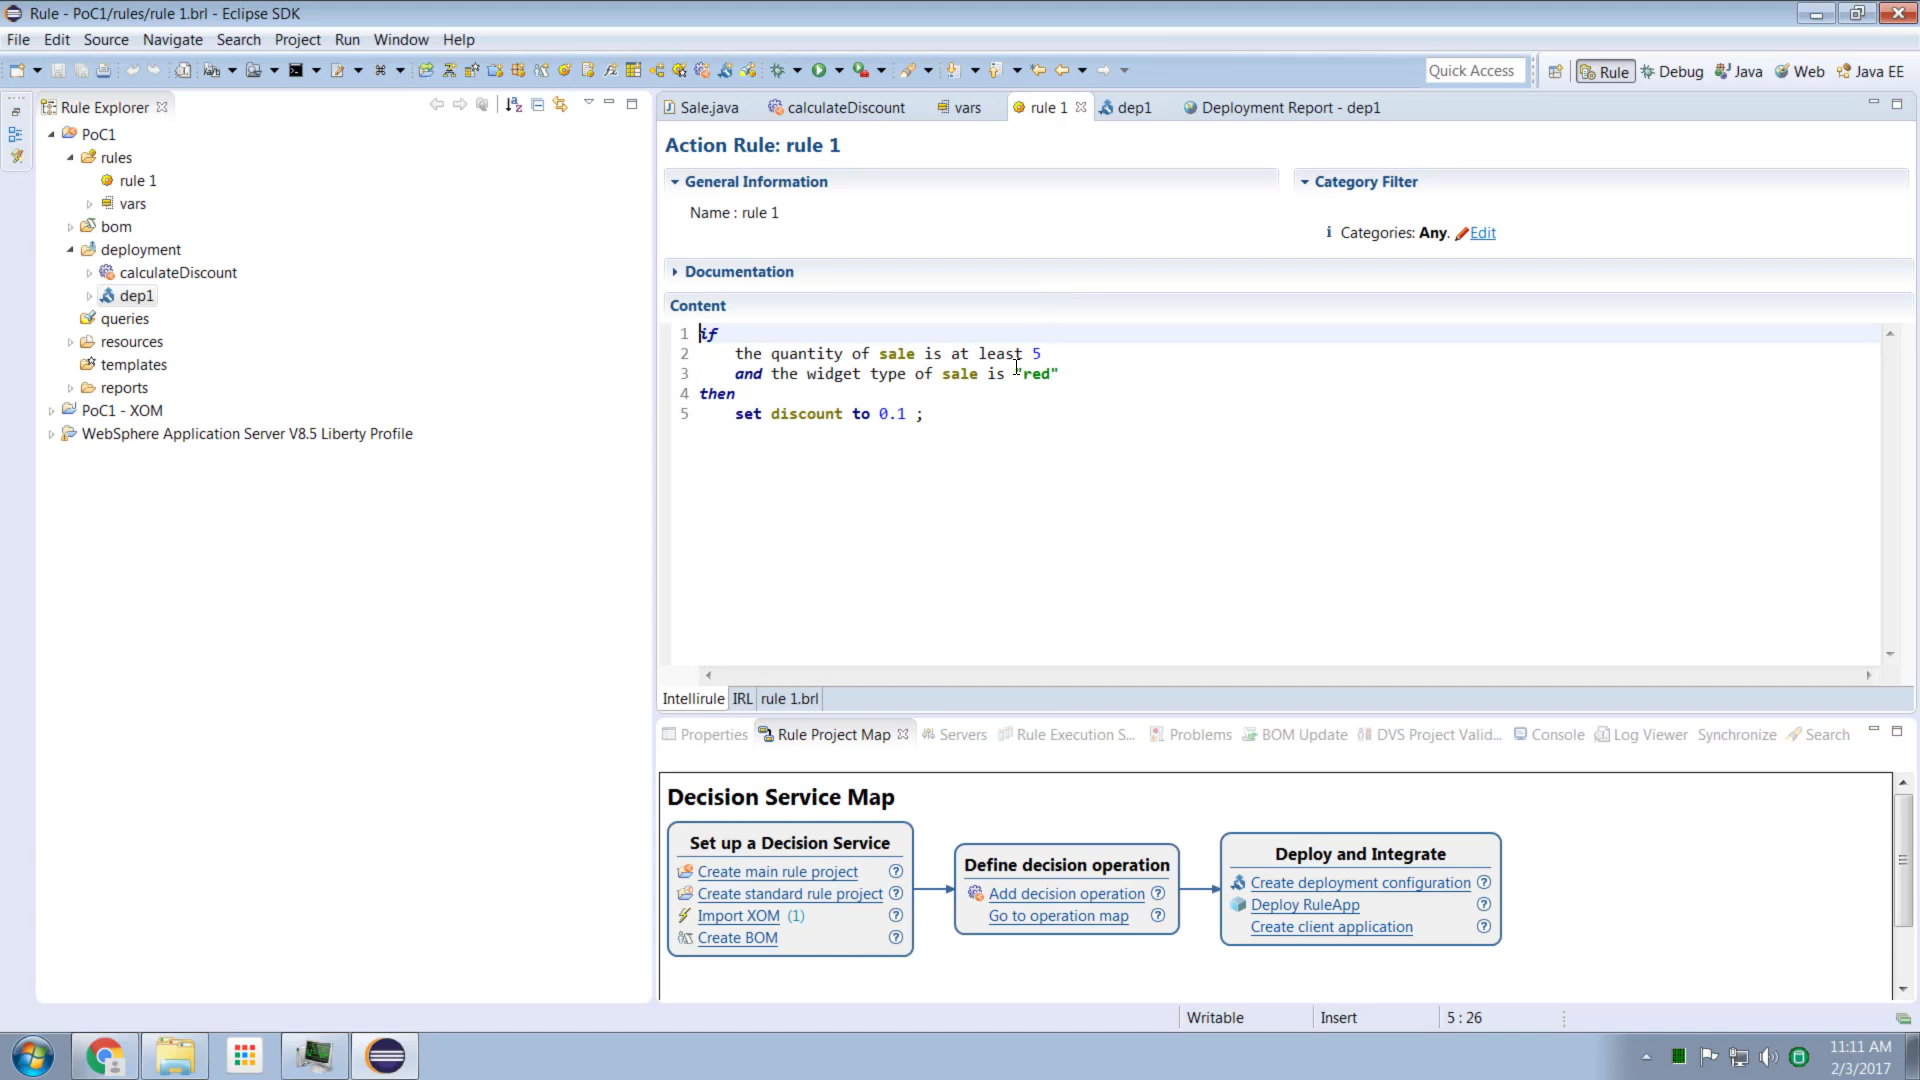 Rule - PoC1/rules/rule 1.brl - Eclipse SDK
File Edit Source Navigate Search Project Run Window Help
Quick Access Rule Debug Java Web Java EE
Rule Explorer
PoC1
rules
rule 1
vars
bom
deployment
calculateDiscount
dep1
queries
resources
templates
reports
PoC1 - XOM
WebSphere Application Server V8.5 Liberty Profile
Sale.java calculateDiscount vars rule 1 dep1 Deployment Report - dep1
Action Rule: rule 1
General Information
Name : rule 1
Category Filter
Categories: Any. Edit
Documentation
Content
1 if
2 the quantity of sale is at least 5
3 and the widget type of sale is "red"
4 then
5 set discount to 0.1 ;
Intellirule IRL rule 1.brl
Properties Rule Project Map Servers Rule Execution S... Problems BOM Update DVS Project Valid... Console Log Viewer Synchronize Search
Decision Service Map
Set up a Decision Service
Create main rule project
Create standard rule project
Import XOM (1)
Create BOM
Define decision operation
Add decision operation
Go to operation map
Deploy and Integrate
Create deployment configuration
Deploy RuleApp
Create client application
Writable Insert 5 : 26
11:11 AM
2/3/2017